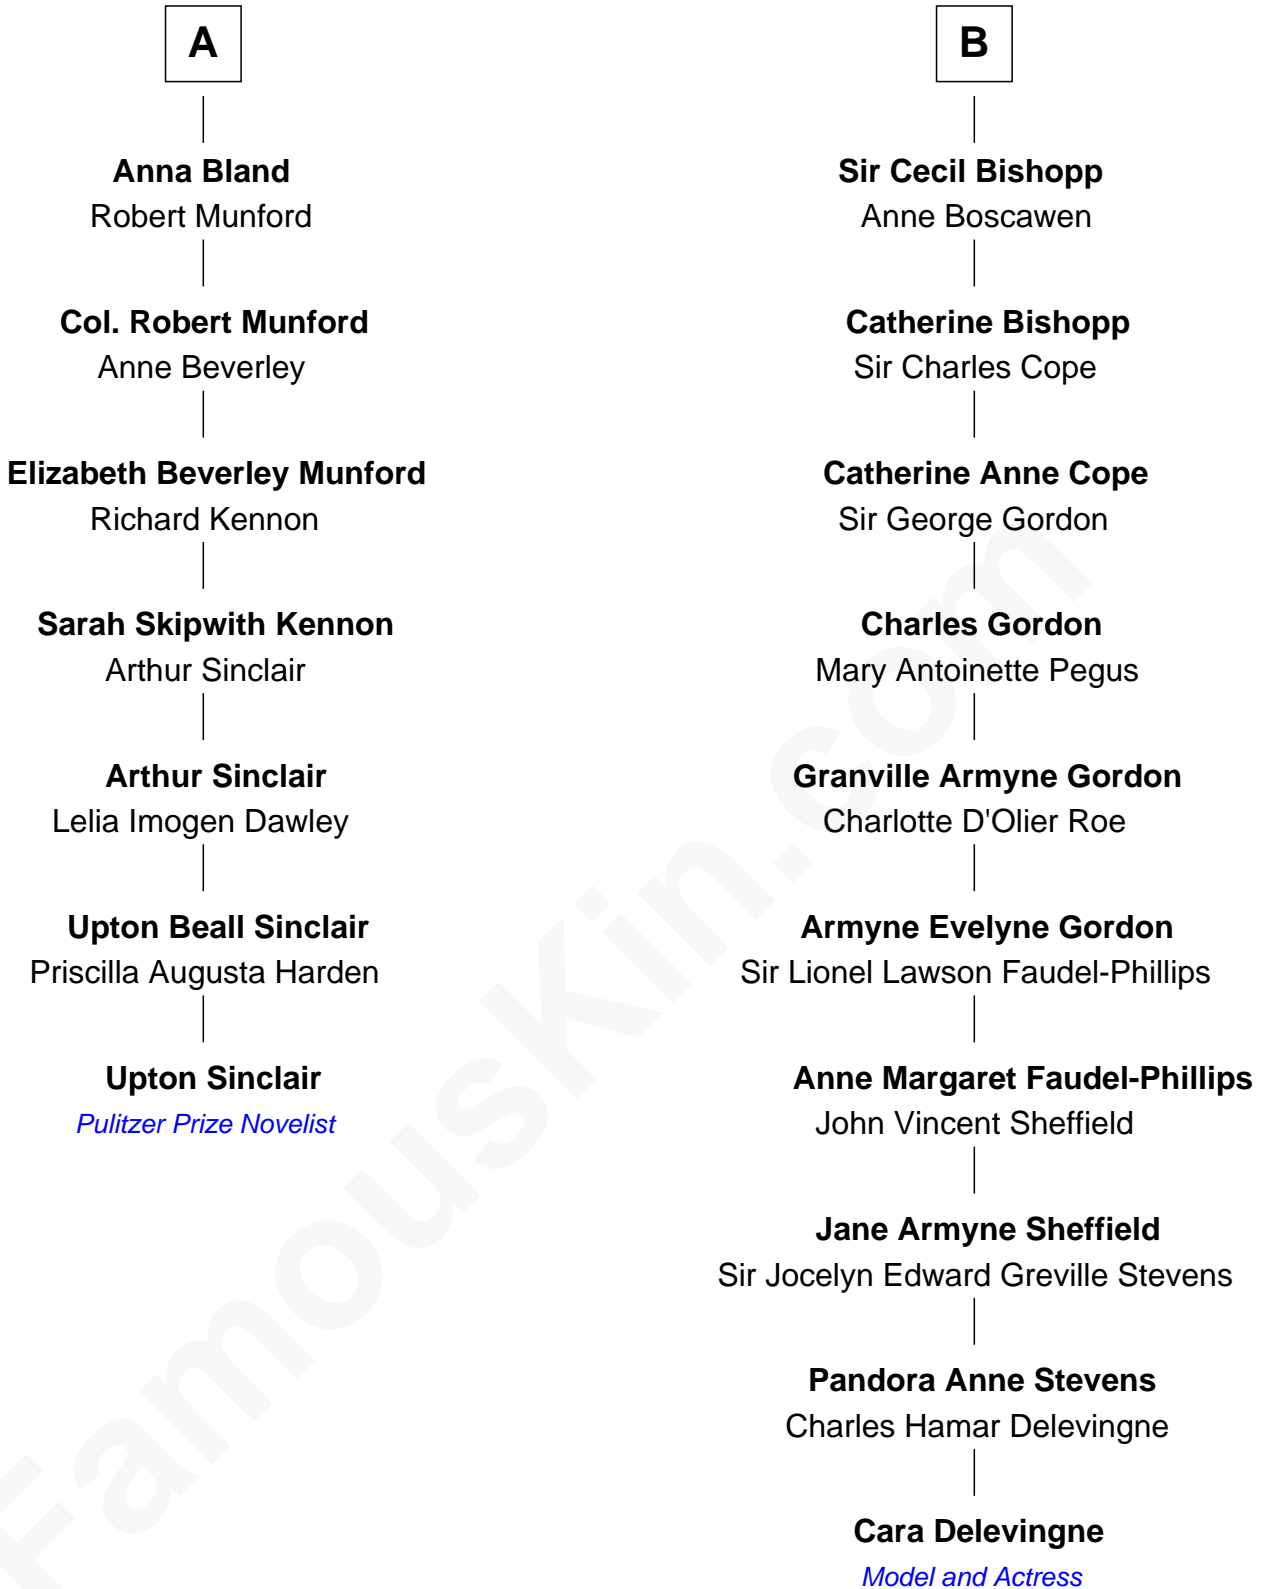 A
Anna Bland
Robert Munford
Col. Robert Munford
Anne Beverley
Elizabeth Beverley Munford
Richard Kennon
Sarah Skipwith Kennon
Arthur Sinclair
Arthur Sinclair
Lelia Imogen Dawley
Upton Beall Sinclair
Priscilla Augusta Harden
Upton Sinclair
Pulitzer Prize Novelist
B
Sir Cecil Bishopp
Anne Boscawen
Catherine Bishopp
Sir Charles Cope
Catherine Anne Cope
Sir George Gordon
Charles Gordon
Mary Antoinette Pegus
Granville Armyne Gordon
Charlotte D'Olier Roe
Armyne Evelyne Gordon
Sir Lionel Lawson Faudel-Phillips
Anne Margaret Faudel-Phillips
John Vincent Sheffield
Jane Armyne Sheffield
Sir Jocelyn Edward Greville Stevens
Pandora Anne Stevens
Charles Hamar Delevingne
Cara Delevingne
Model and Actress
FamousKin.com